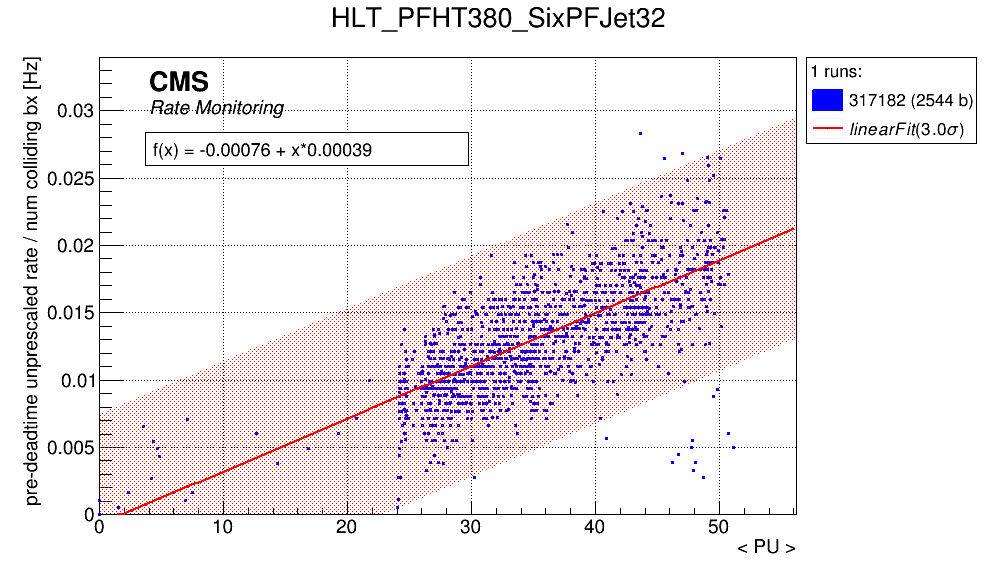 HLT_PFHT380_SixPFJet32
pre-deadtime unprescaled rate / num colliding bx [Hz]
CMS
Rate Monitoring
f(x) = -0.00076 + x*0.00039
0.03
0.025
0.02
0.015
0.01
0.005
0
0 10 20 30 40 50
< PU >
1 runs:
317182 (2544 b)
linearFit(3.0σ)